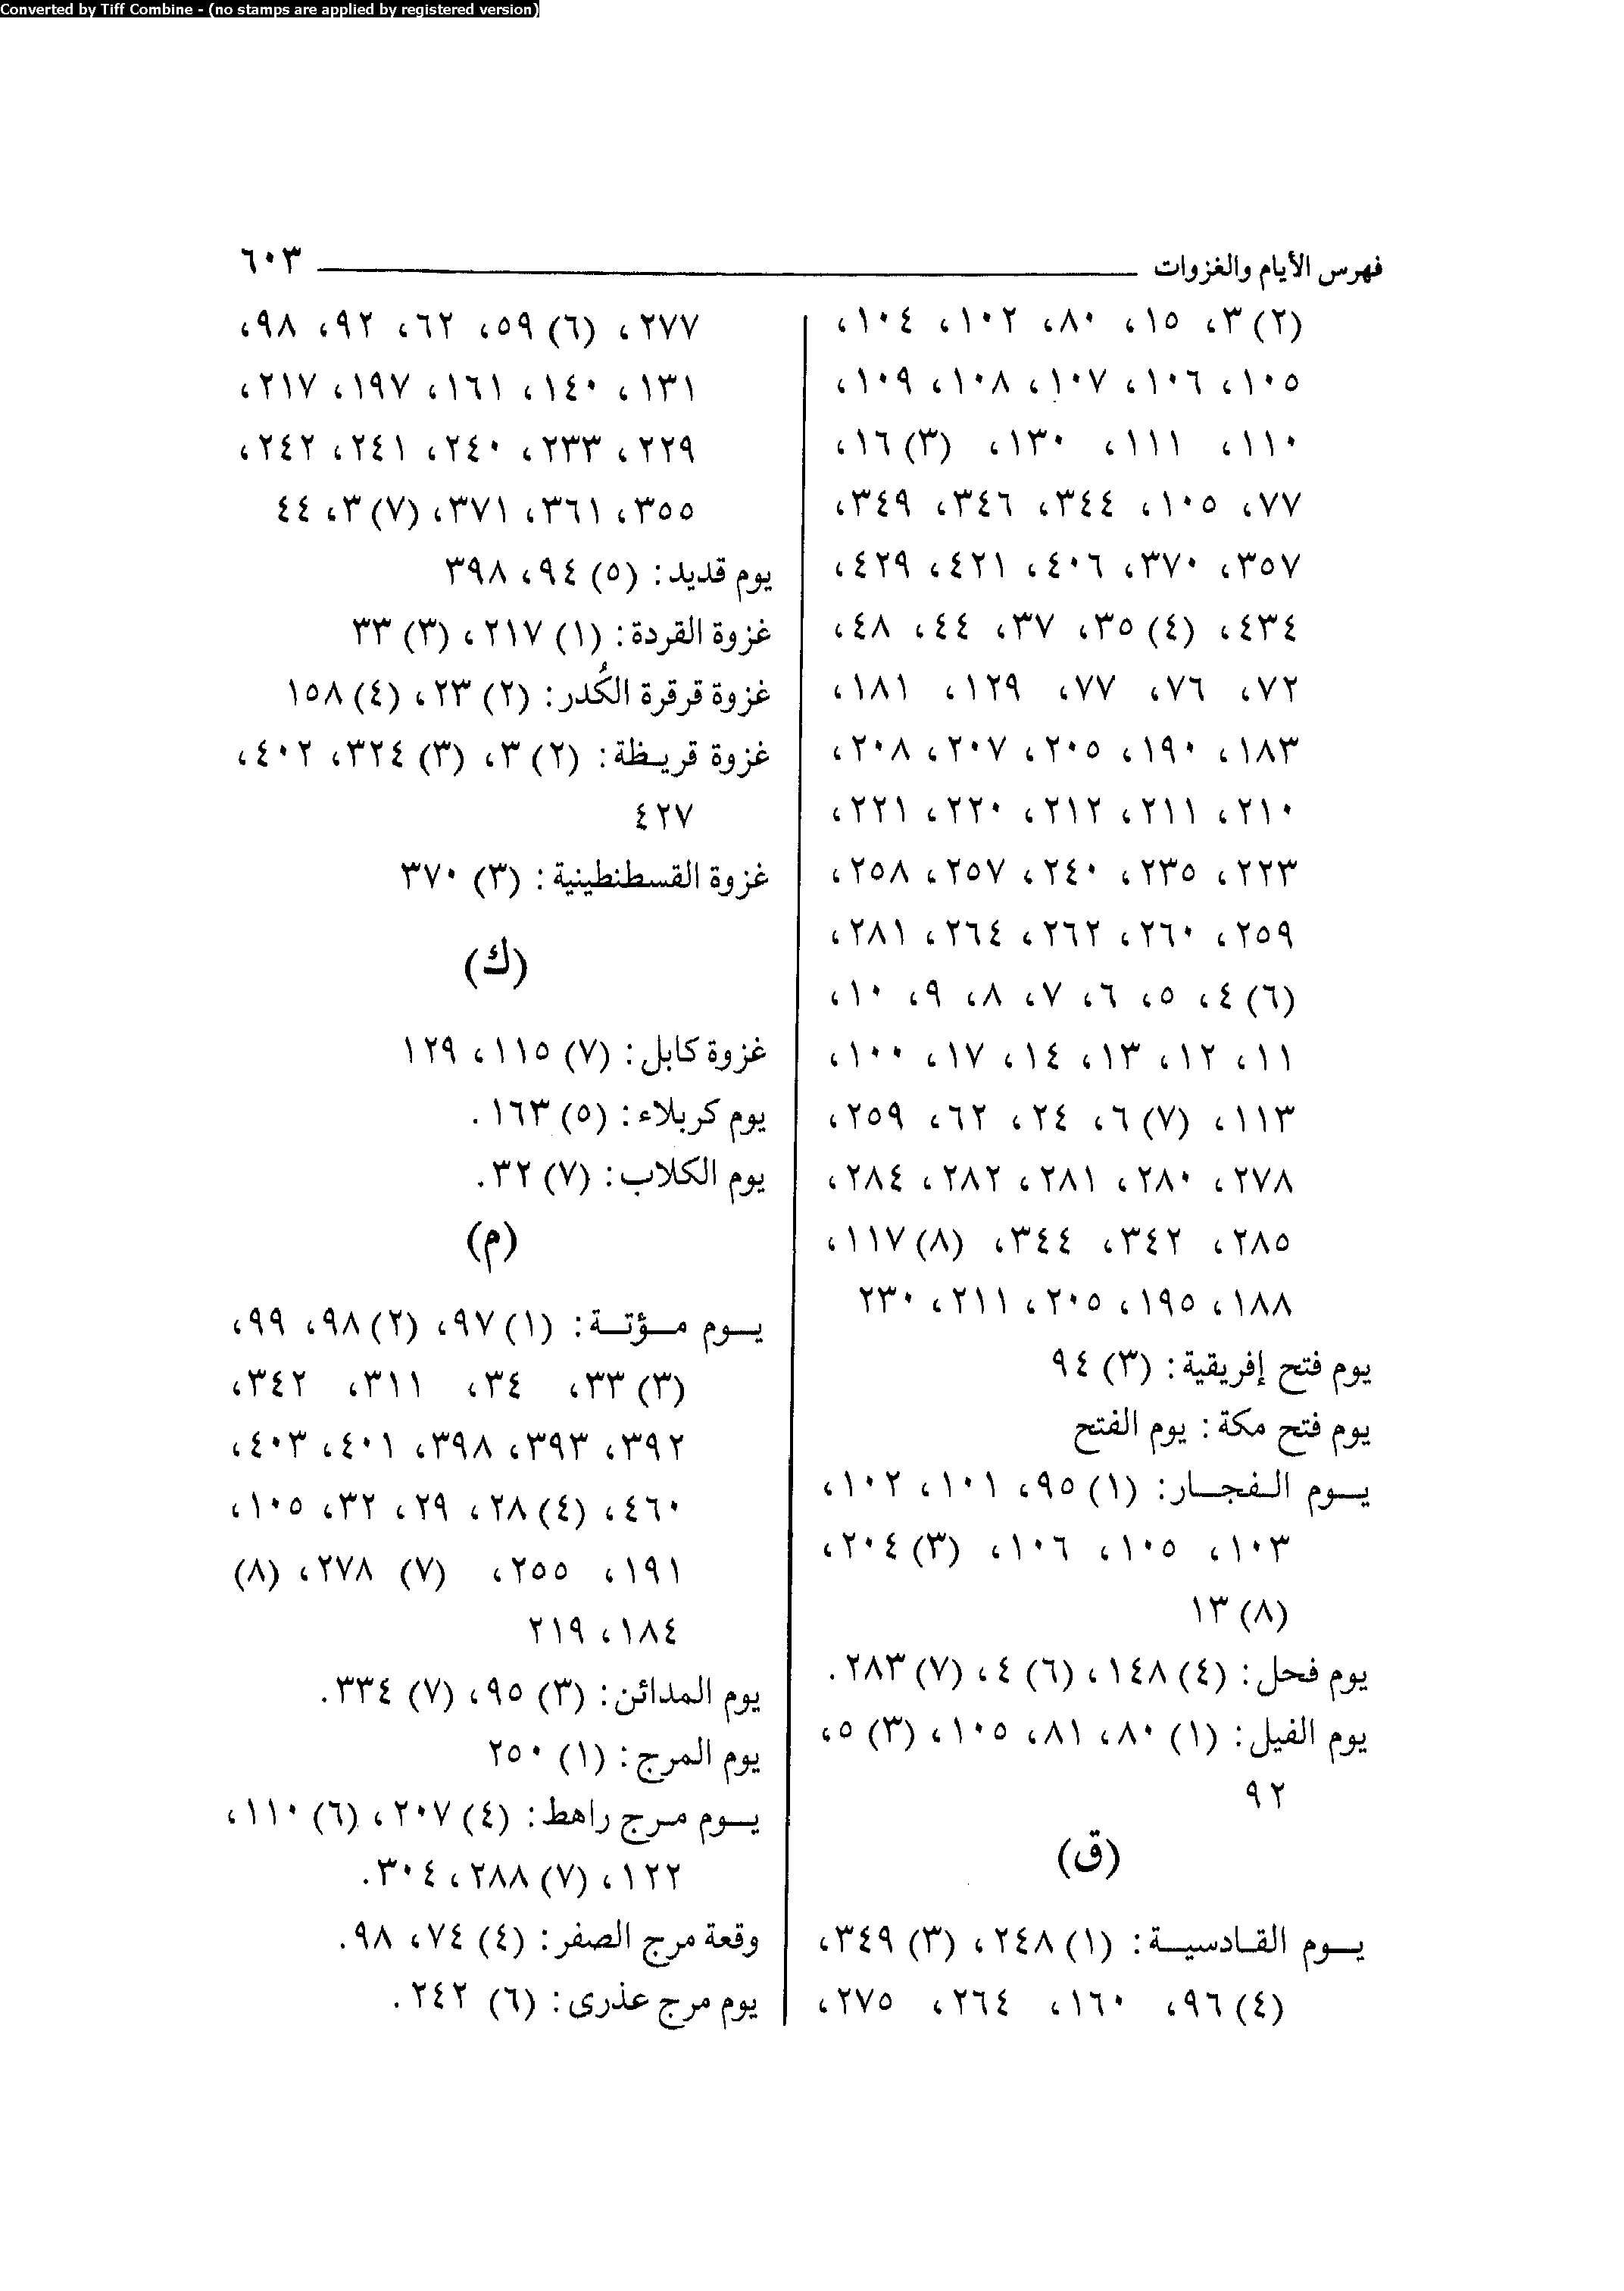 Converted by Tiff Combine - (no stamps are applied by registered version)
فهرس الأيام والغزوات ٦٠٣
(٢) ٣، ١٥، ٨٠، ١٠٢، ١٠٤،
١٠٥، ١٠٦، ١٠٧، ١٠٨، ١٠٩،
١١٠، ١١١، ١٣٠، (٣) ١٦،
٧٧، ١٠٥، ٣٤٤، ٣٤٦، ٣٤٩،
٣٥٧، ٣٧٠، ٤٠٦، ٤٢١، ٤٢٩،
٤٣٤، (٤) ٣٥، ٣٧، ٤٤، ٤٨،
٧٢، ٧٦، ٧٧، ١٢٩، ١٨١،
١٨٣، ١٩٠، ٢٠٥، ٢٠٧، ٢٠٨،
٢١٠، ٢١١، ٢١٢، ٢٢٠، ٢٢١،
٢٢٣، ٢٣٥، ٢٤٠، ٢٥٧، ٢٥٨،
٢٥٩، ٢٦٠، ٢٦٢، ٢٦٤، ٢٨١،
(٦) ٤، ٥، ٦، ٧، ٨، ٩، ١٠،
١١، ١٢، ١٣، ١٤، ١٧، ١٠٠،
١١٣، (٧) ٦، ٢٤، ٦٢، ٢٥٩،
٢٧٨، ٢٨٠، ٢٨١، ٢٨٢، ٢٨٤،
٢٨٥، ٣٤٢، ٣٤٤، (٨) ١١٧،
١٨٨، ١٩٥، ٢٠٥، ٢١١، ٢٣٠
يوم فتح إفريقية: (٣) ٩٤
يوم فتح مكة: يوم الفتح
يوم الفجار: (١) ٩٥، ١٠١، ١٠٢،
١٠٣، ١٠٥، ١٠٦، (٣) ٢٠٤،
(٨) ١٣
يوم فحل: (٤) ١٤٨، (٦) ٤، (٧) ٢٨٣.
يوم الفيل: (١) ٨٠، ٨١، ١٠٥، (٣) ٥،
٩٢
(ق)
يوم القادسية: (١) ٢٤٨، (٣) ٣٤٩،
(٤) ٩٦، ١٦٠، ٢٦٤، ٢٧٥،
٢٧٧، (٦) ٥٩، ٦٢، ٩٢، ٩٨،
١٣١، ١٤٠، ١٦١، ١٩٧، ٢١٧،
٢٢٩، ٢٣٣، ٢٤٠، ٢٤١، ٢٤٢،
٣٥٥، ٣٦١، ٣٧١، (٧) ٣، ٤٤
يوم قديد: (٥) ٩٤، ٣٩٨
غزوة القردة: (١) ٢١٧، (٣) ٣٣
غزوة قرقرة الكُدر: (٢) ٢٣، (٤) ١٥٨
غزوة قريظة: (٢) ٣، (٣) ٣٢٤، ٤٠٢،
٤٢٧
غزوة القسطنطينية: (٣) ٣٧٠
(ك)
غزوة كابل: (٧) ١١٥، ١٢٩
يوم كربلاء: (٥) ١٦٣.
يوم الكلاب: (٧) ٣٢.
(م)
يوم مؤتة: (١) ٩٧، (٢) ٩٨، ٩٩،
(٣) ٣٣، ٣٤، ٣١١، ٣٤٢،
٣٩٢، ٣٩٣، ٣٩٨، ٤٠١، ٤٠٣،
٤٦٠، (٤) ٢٨، ٢٩، ٣٢، ١٠٥،
١٩١، ٢٥٥، (٧) ٢٧٨، (٨)
١٨٤، ٢١٩
يوم المدائن: (٣) ٩٥، (٧) ٣٣٤.
يوم المرج: (١) ٢٥٠
يوم مرج راهط: (٤) ٢٠٧، (٦) ١١٠،
١٢٢، (٧) ٢٨٨، ٣٠٤.
وقعة مرج الصفر: (٤) ٧٤، ٩٨.
يوم مرج عذرى: (٦) ٢٤٢.